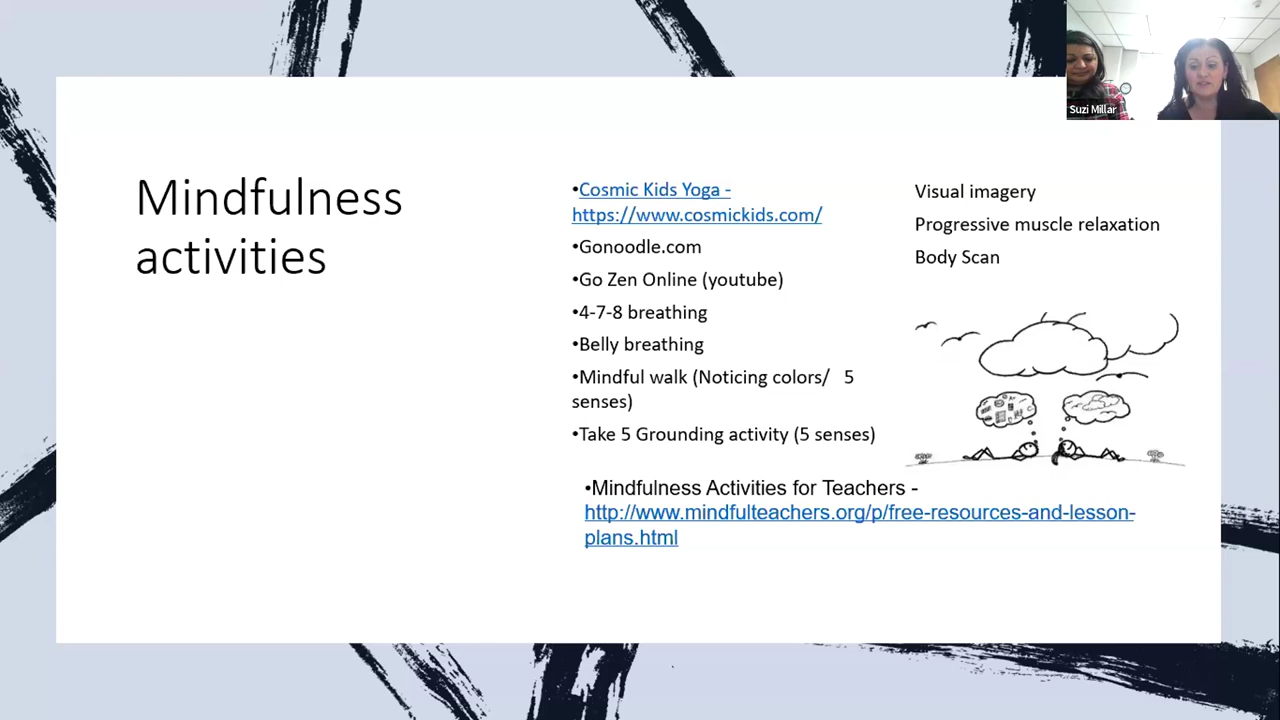 Suzi Millar
Mindfulness
activities
•Cosmic Kids Yoga -
https://www.cosmickids.com/
•Gonoodle.com
•Go Zen Online (youtube)
•4-7-8 breathing
•Belly breathing
•Mindful walk (Noticing colors/ 5
senses)
•Take 5 Grounding activity (5 senses)
Visual imagery
Progressive muscle relaxation
Body Scan
•Mindfulness Activities for Teachers -
http://www.mindfulteachers.org/p/free-resources-and-lesson-
plans.html